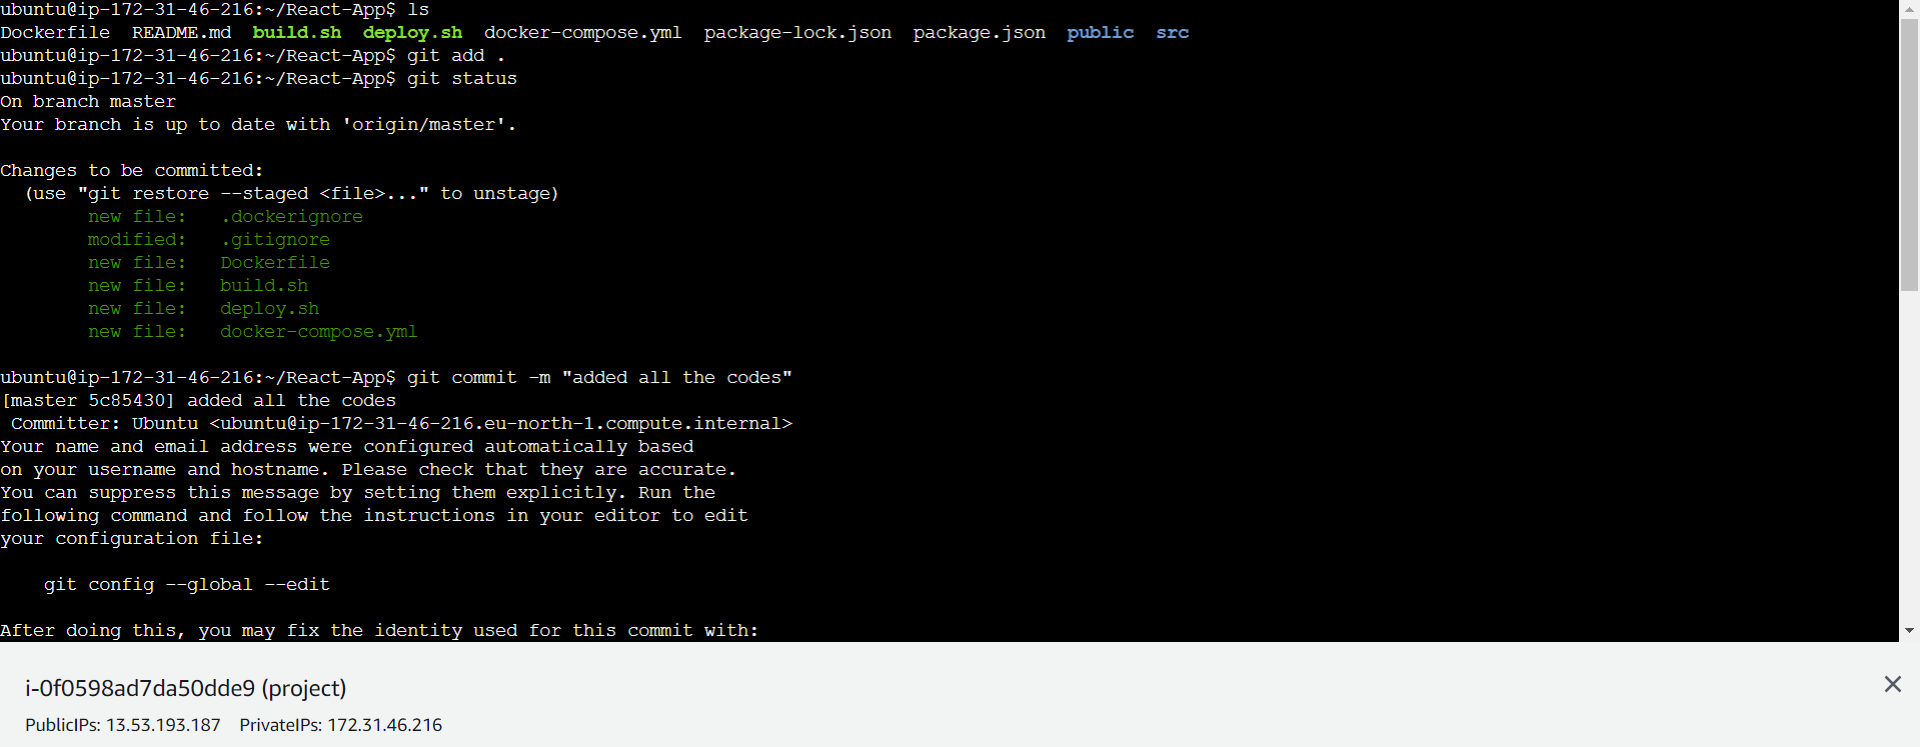 ubuntu@ip-172-31-46-216:~/React-App$ ls
Dockerfile  README.md  build.sh  deploy.sh  docker-compose.yml  package-lock.json  package.json  public  src
ubuntu@ip-172-31-46-216:~/React-App$ git add .
ubuntu@ip-172-31-46-216:~/React-App$ git status
On branch master
Your branch is up to date with 'origin/master'.

Changes to be committed:
  (use "git restore --staged <file>..." to unstage)
        new file:   .dockerignore
        modified:   .gitignore
        new file:   Dockerfile
        new file:   build.sh
        new file:   deploy.sh
        new file:   docker-compose.yml

ubuntu@ip-172-31-46-216:~/React-App$ git commit -m "added all the codes"
[master 5c85430] added all the codes
 Committer: Ubuntu <ubuntu@ip-172-31-46-216.eu-north-1.compute.internal>
Your name and email address were configured automatically based
on your username and hostname. Please check that they are accurate.
You can suppress this message by setting them explicitly. Run the
following command and follow the instructions in your editor to edit
your configuration file:

    git config --global --edit

After doing this, you may fix the identity used for this commit with:
i-0f0598ad7da50dde9 (project)
PublicIPs: 13.53.193.187    PrivateIPs: 172.31.46.216